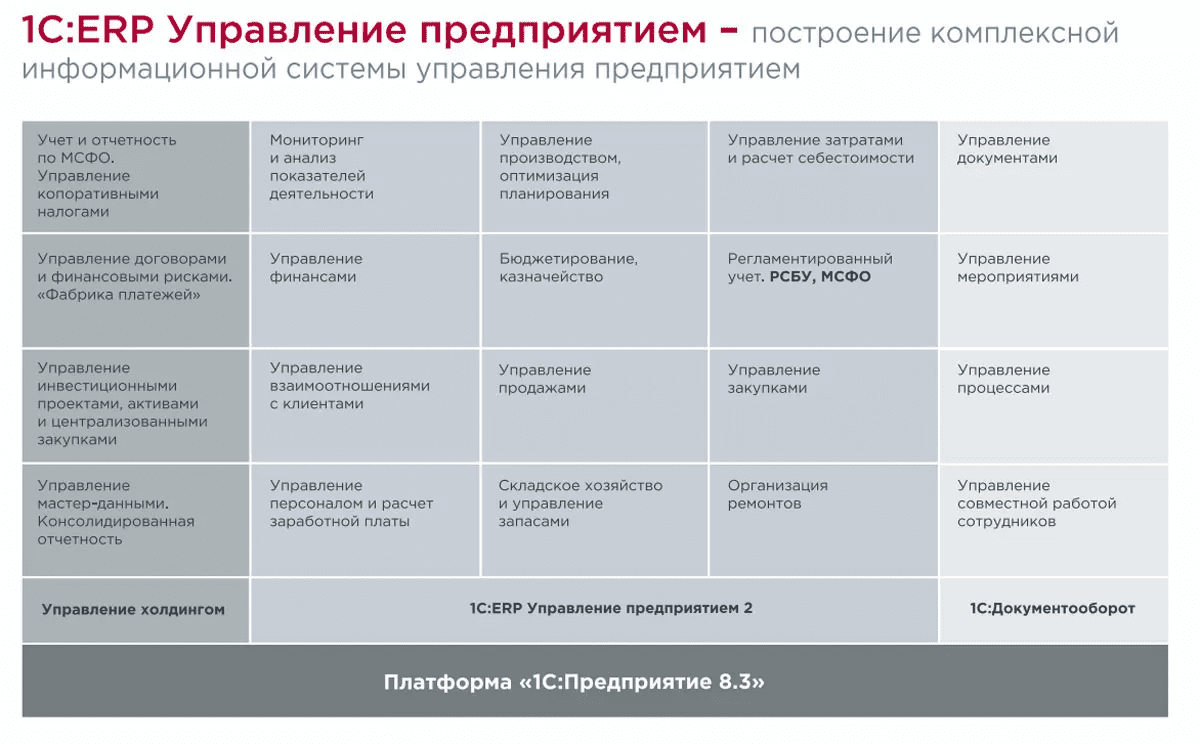 1С:ERP Управление предприятием – построение комплексной
информационной системы управления предприятием
Учет и отчетность
по МСФО.
Управление
копоративными
налогами
Мониторинг
и анализ
показателей
деятельности
Управление
производством,
оптимизация
планирования
Управление затратами
и расчет себестоимости
Управление
документами
Управление договорами
и финансовыми рисками.
«Фабрика платежей»
Управление
финансами
Бюджетирование,
казначейство
Регламентированный
учет. РСБУ, МСФО
Управление
мероприятиями
Управление
инвестиционными
проектами, активами
и централизованными
закупками
Управление
взаимоотношениями
с клиентами
Управление
продажами
Управление
закупками
Управление
процессами
Управление
мастер-данными.
Консолидированная
отчетность
Управление
персоналом и расчет
заработной платы
Складское хозяйство
и управление
запасами
Организация
ремонтов
Управление
совместной работой
сотрудников
Управление холдингом
1С:ERP Управление предприятием 2
1С:Документооборот
Платформа «1С:Предприятие 8.3»